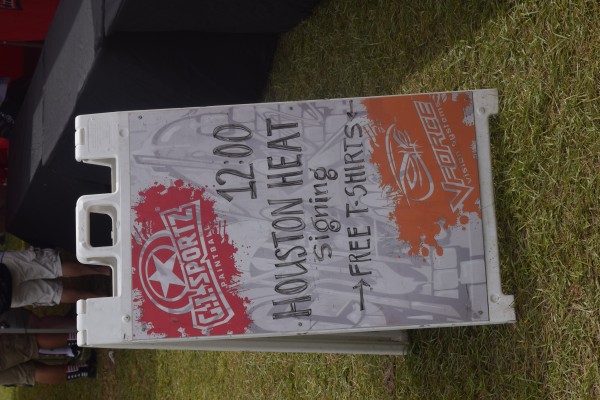 G.I. SPORTZ
PAINTBALL
12:00
HOUSTON HEAT
Signing
→FREE T-SHIRTS←
VFORCE